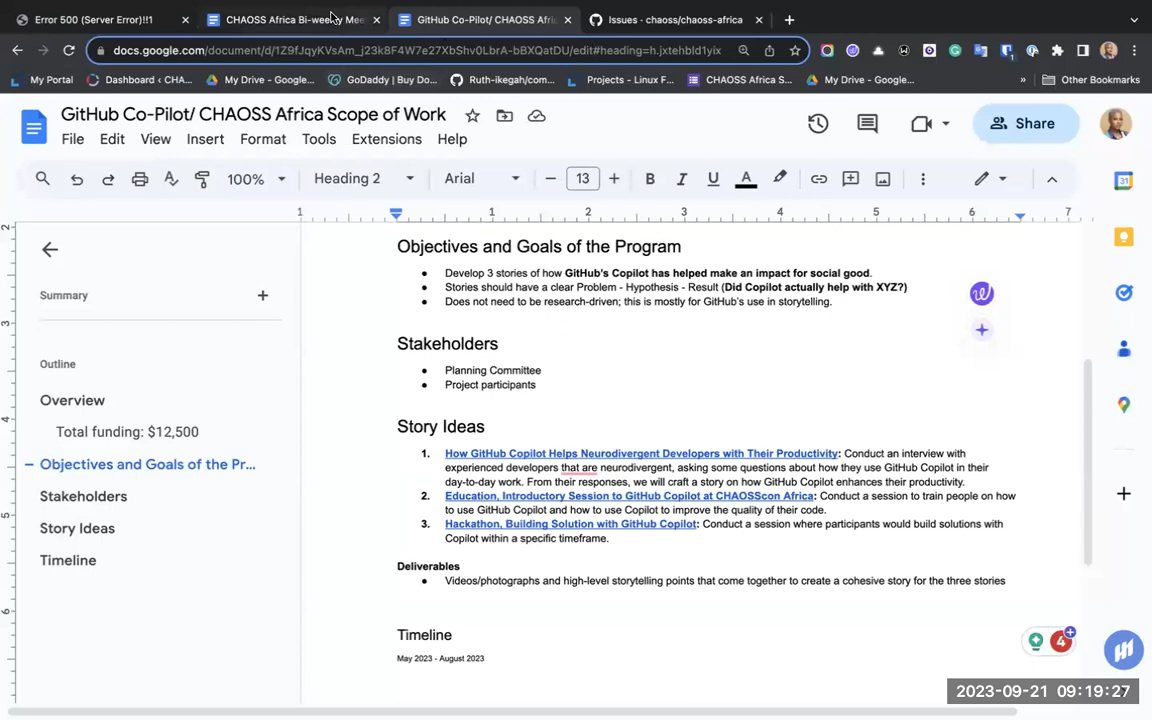 Error 500 (Server Error)!!1
CHAOSS Africa Bi-weekly Mee
GitHub Co-Pilot/ CHAOSS Afric
Issues · chaoss/chaoss-africa
docs.google.com/document/d/1Z9fJqyKVsAm_j23k8F4W7e27XbShv0LbrA-bBXQatDU/edit#heading=h.jxtehbld1yix
My Portal
Dashboard ‹ CHA...
My Drive - Google...
GoDaddy | Buy Do...
Ruth-ikegah/com...
Projects - Linux F...
CHAOSS Africa S...
My Drive - Google...
»
Other Bookmarks
GitHub Co-Pilot/ CHAOSS Africa Scope of Work
File Edit View Insert Format Tools Extensions Help
Share
100% Heading 2 Arial 13
1 1 2 3 4 5 6 7
2
3
4
5
6
Summary
Outline
Overview
Total funding: $12,500
Objectives and Goals of the Pr...
Stakeholders
Story Ideas
Timeline
Objectives and Goals of the Program
● Develop 3 stories of how GitHub's Copilot has helped make an impact for social good.
● Stories should have a clear Problem - Hypothesis - Result (Did Copilot actually help with XYZ?)
● Does not need to be research-driven; this is mostly for GitHub's use in storytelling.
Stakeholders
● Planning Committee
● Project participants
Story Ideas
1. How GitHub Copilot Helps Neurodivergent Developers with Their Productivity: Conduct an interview with
experienced developers that are neurodivergent, asking some questions about how they use GitHub Copilot in their
day-to-day work. From their responses, we will craft a story on how GitHub Copilot enhances their productivity.
2. Education, Introductory Session to GitHub Copilot at CHAOSScon Africa: Conduct a session to train people on how
to use GitHub Copilot and how to use Copilot to improve the quality of their code.
3. Hackathon, Building Solution with GitHub Copilot: Conduct a session where participants would build solutions with
Copilot within a specific timeframe.
Deliverables
● Videos/photographs and high-level storytelling points that come together to create a cohesive story for the three stories
Timeline
May 2023 - August 2023
4
2023-09-21 09:19:27